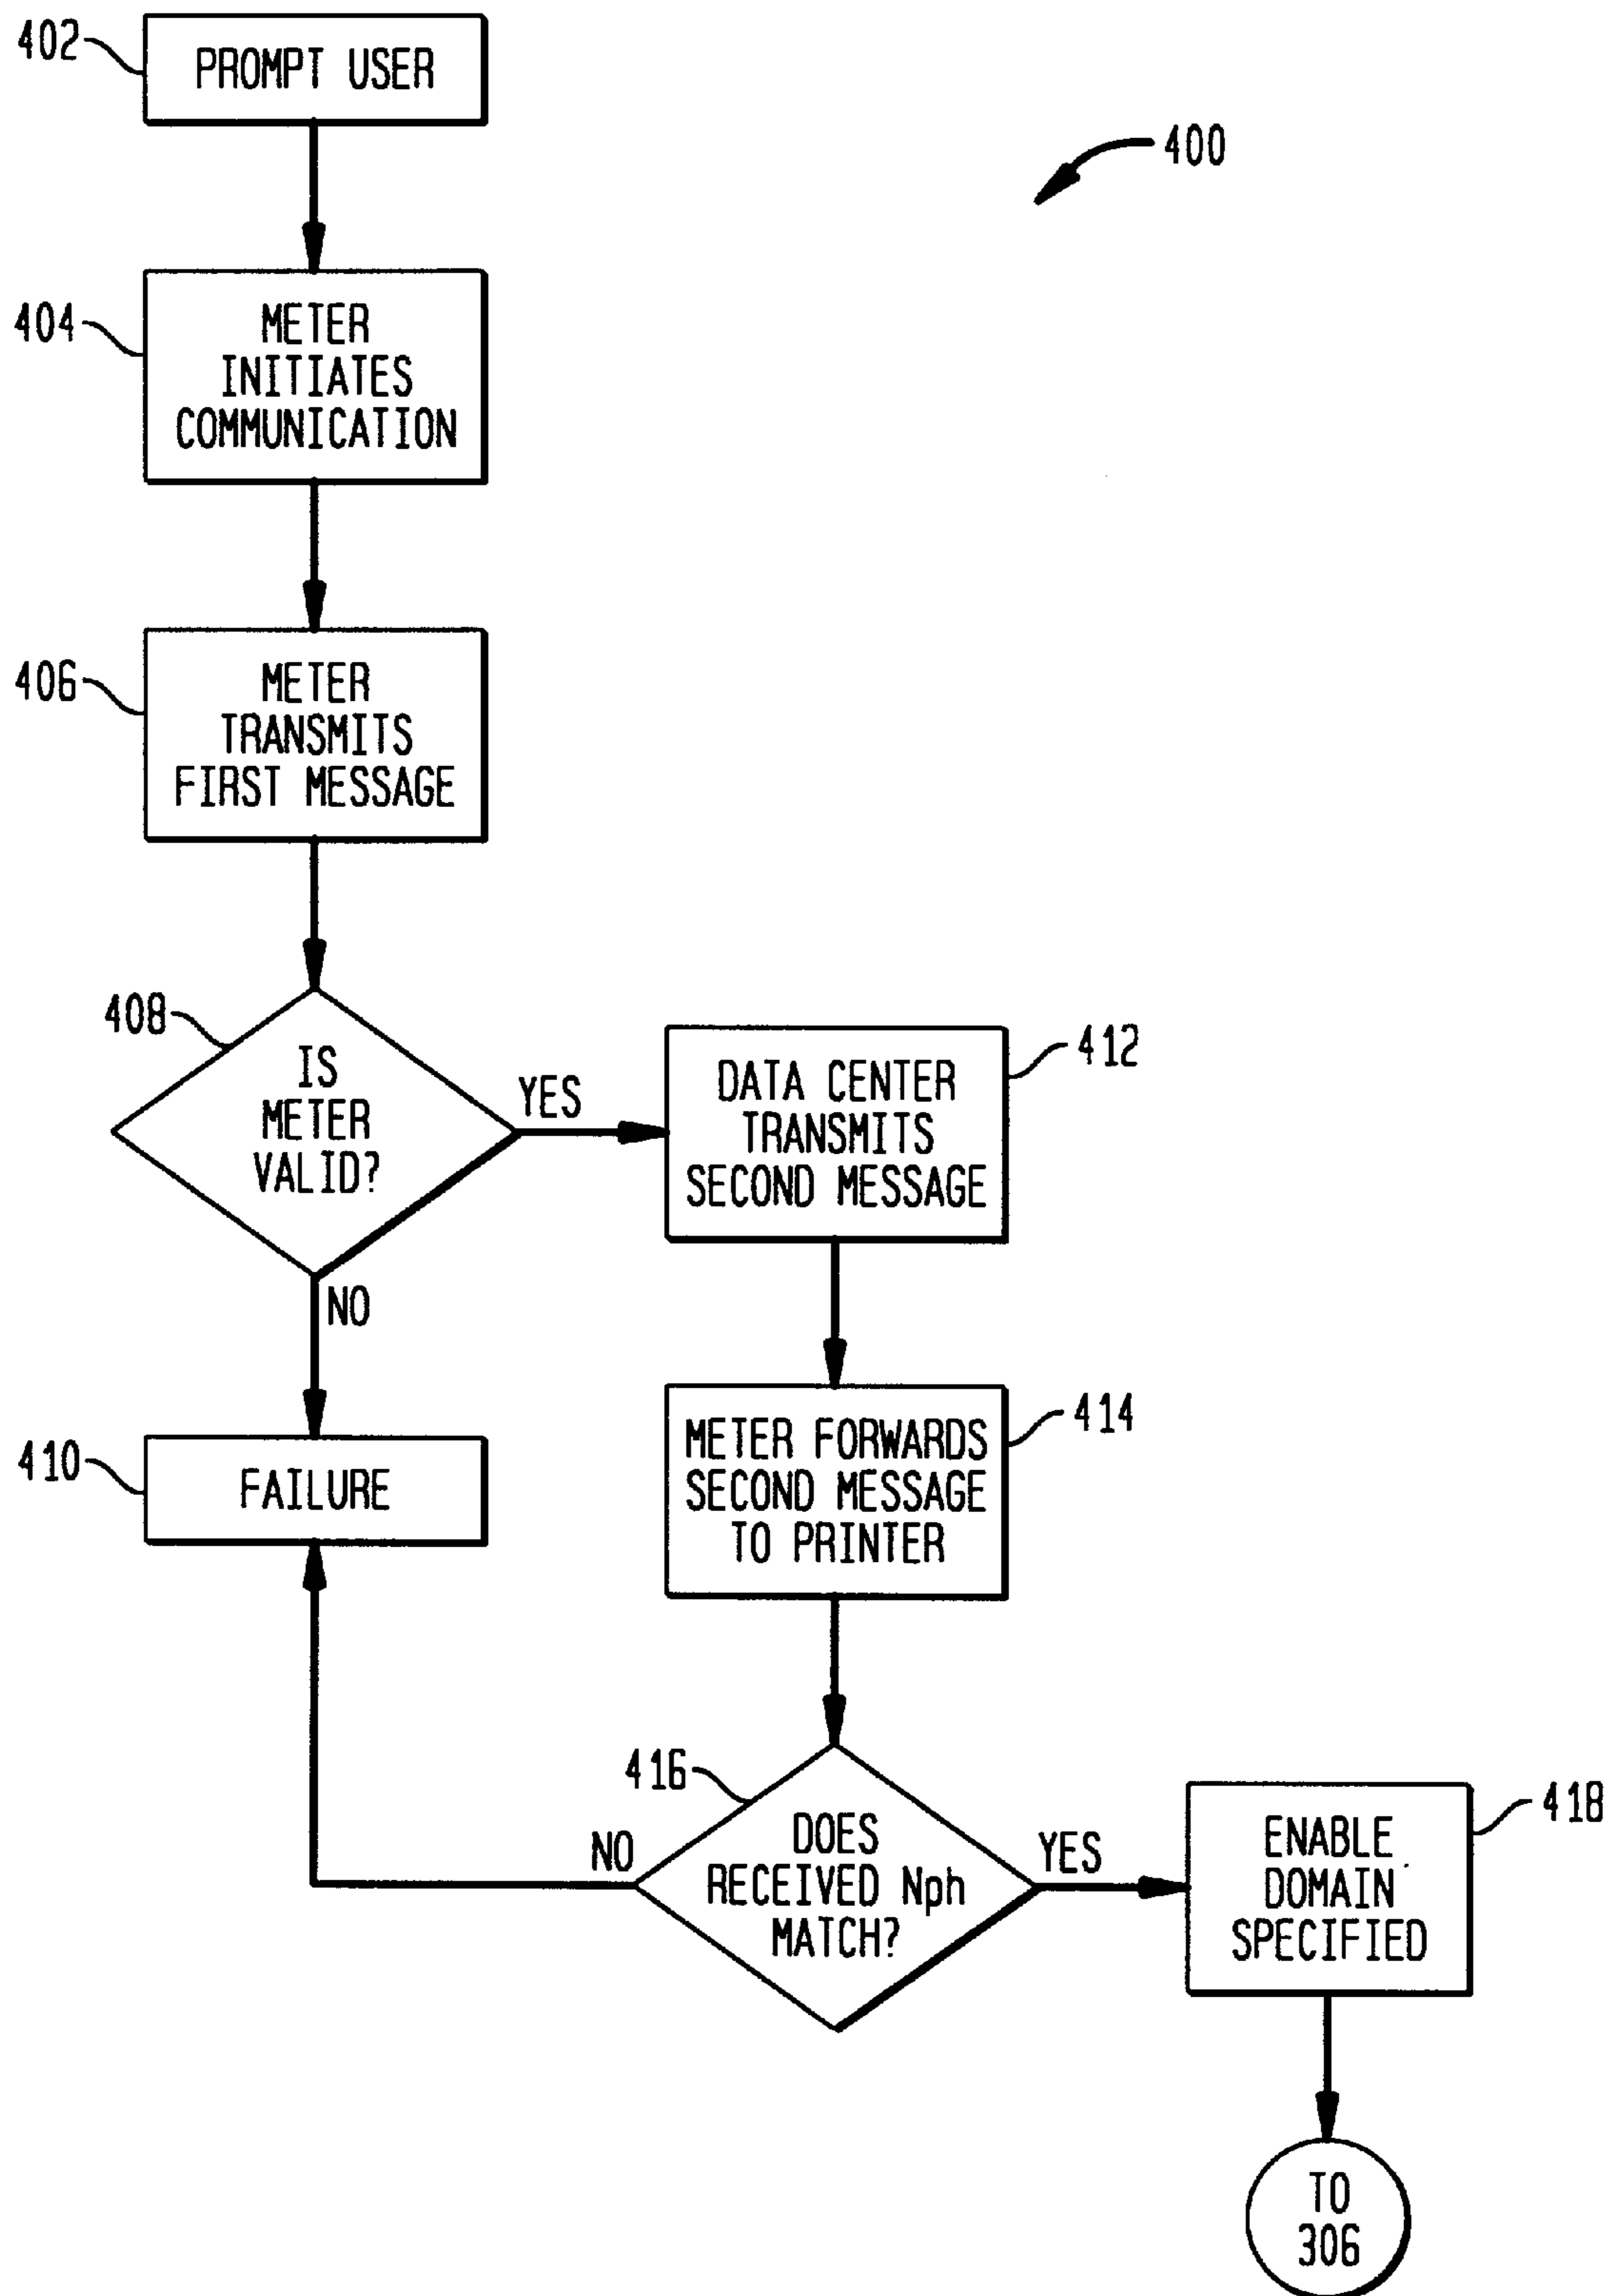 402
PROMPT USER
400
404
METER
INITIATES
COMMUNICATION
406
METER
TRANSMITS
FIRST MESSAGE
408
IS
METER
VALID?
YES
NO
412
DATA CENTER
TRANSMITS
SECOND MESSAGE
410
FAILURE
414
METER FORWARDS
SECOND MESSAGE
TO PRINTER
416
DOES
RECEIVED Nph
MATCH?
NO
YES
418
ENABLE
DOMAIN
SPECIFIED
TO
306